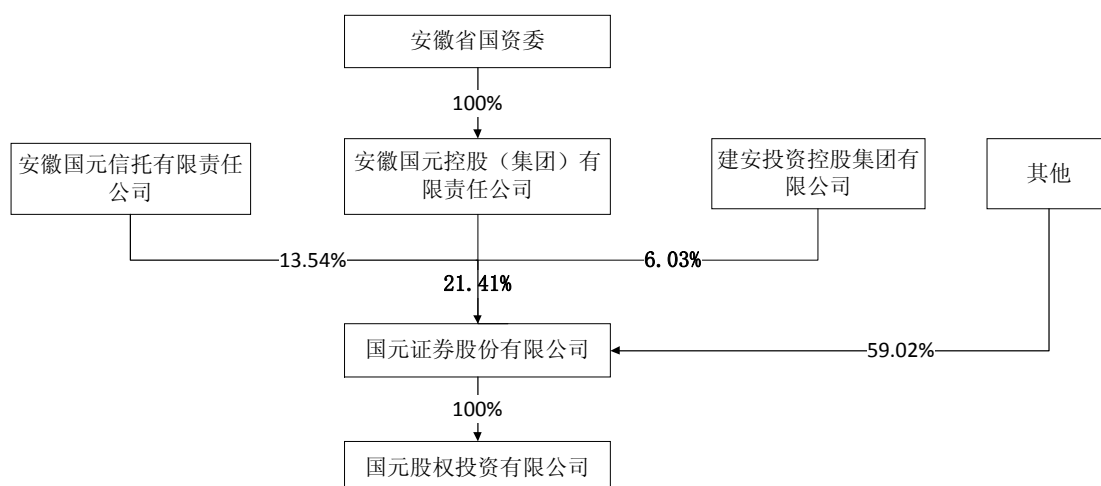 安徽省国资委
100%
安徽国元信托有限责任
公司
安徽国元控股（集团）有
限责任公司
建安投资控股集团有
限公司
其他
13.54%
6.03%
21.41%
国元证券股份有限公司
59.02%
100%
国元股权投资有限公司